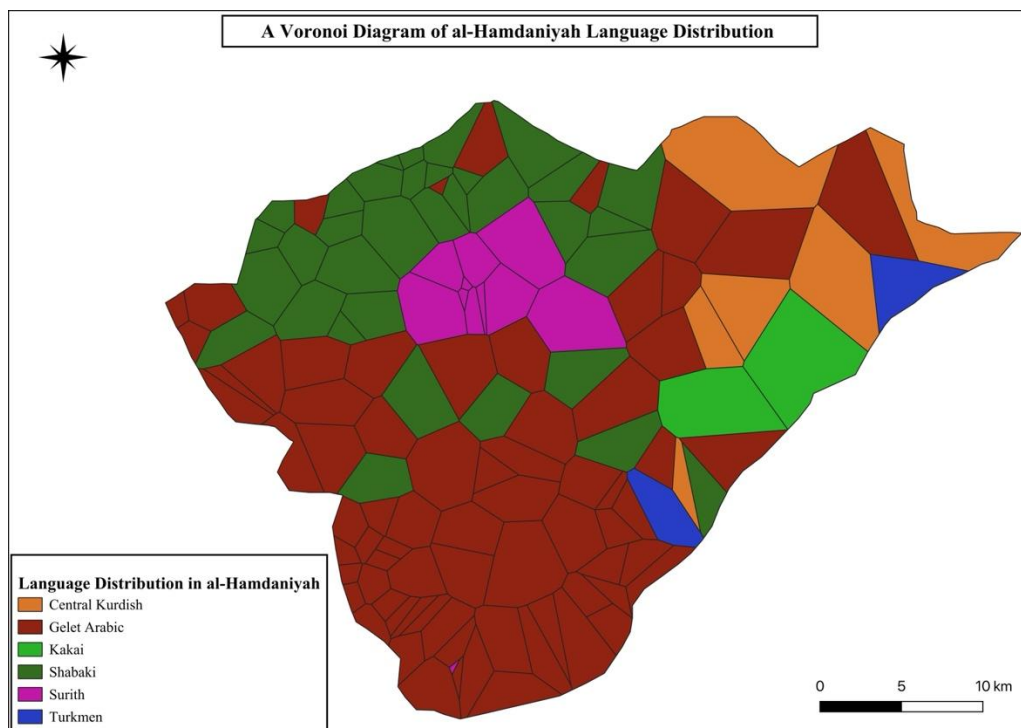 A Voronoi Diagram of al-Hamdaniyah Language Distribution
Language Distribution in al-Hamdaniyah
Central Kurdish
Gelet Arabic
Kakai
Shabaki
Surith
Turkmen
0 5 10 km